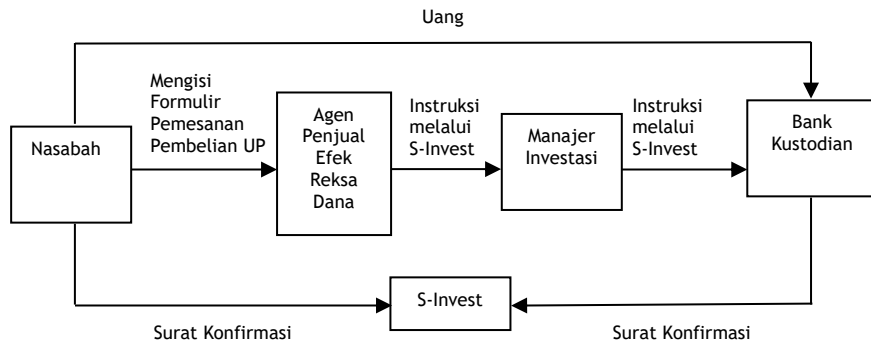 Uang
Mengisi
Formulir
Pemesanan
Pembelian UP
Nasabah
Agen
Penjual
Efek
Reksa
Dana
Instruksi
melalui
S-Invest
Manajer
Investasi
Instruksi
melalui
S-Invest
Bank
Kustodian
S-Invest
Surat Konfirmasi
Surat Konfirmasi